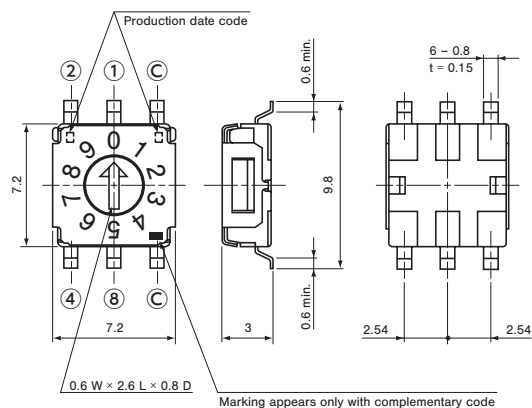 Production date code
② ① Ⓒ
0.6 min.
6 – 0.8
t = 0.15
0 1 2 3 4 5 6 7 8 9
7.2
9.8
④ ⑧ Ⓒ
0.6 min.
7.2
3
2.54
2.54
0.6 W × 2.6 L × 0.8 D
Marking appears only with complementary code